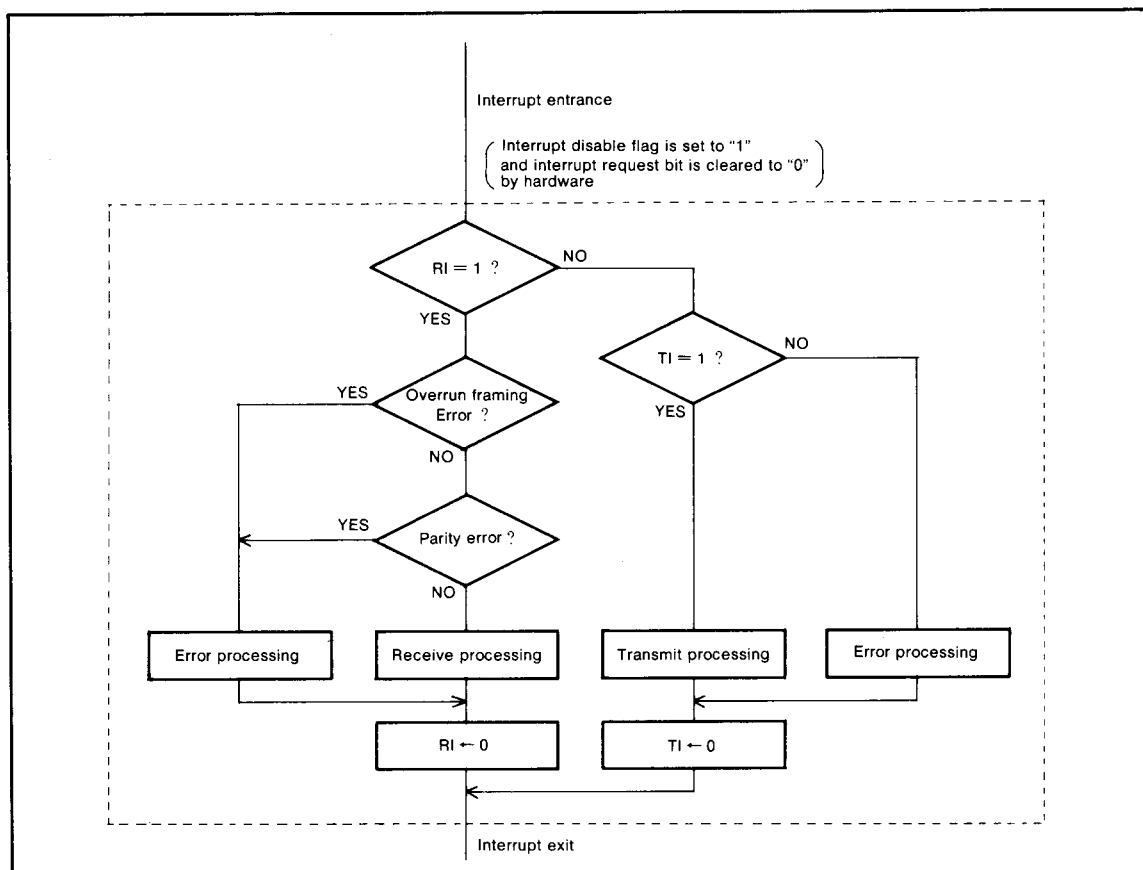 Interrupt entrance
Interrupt disable flag is set to “1”
and interrupt request bit is cleared to “0”
by hardware
RI = 1 ?
NO
YES
TI = 1 ?
NO
YES
Overrun framing
Error ?
YES
NO
Parity error ?
YES
NO
Error processing
Receive processing
Transmit processing
Error processing
RI ← 0
TI ← 0
Interrupt exit